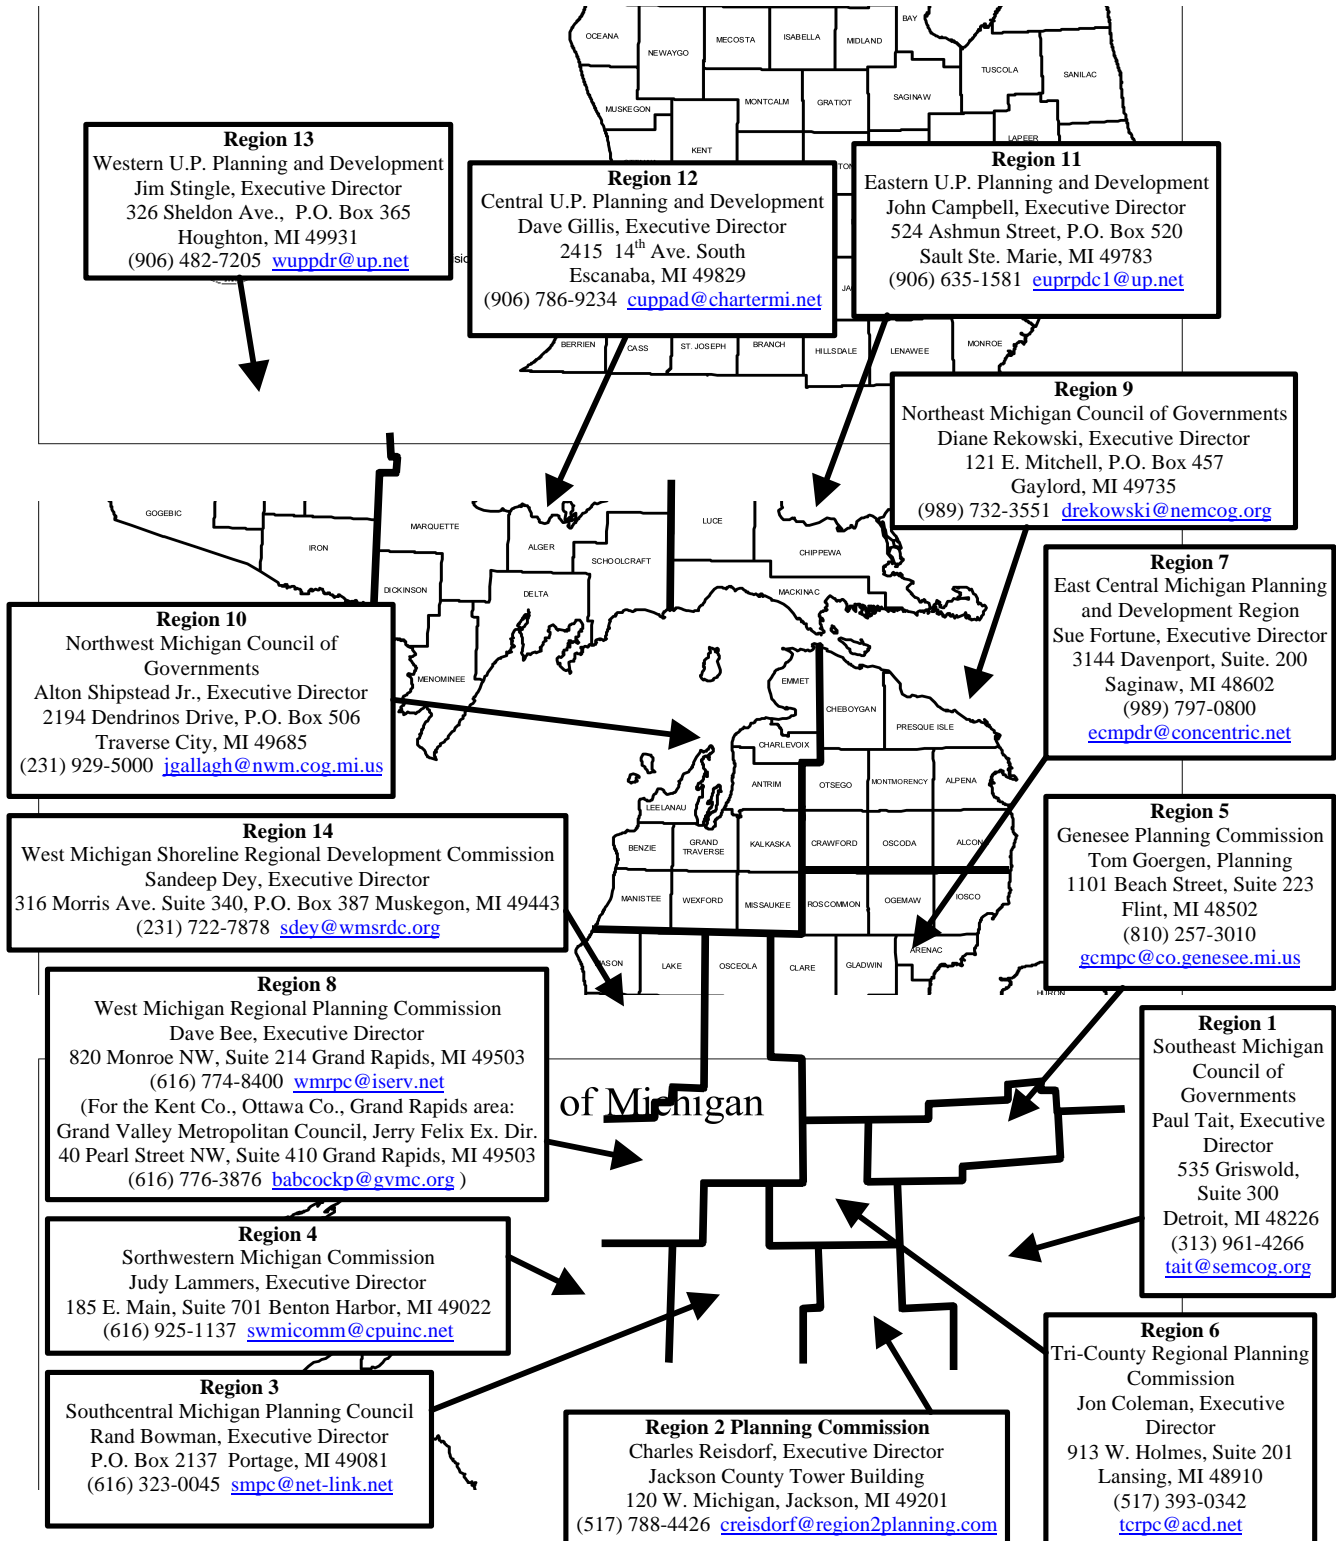 OCEANA
NEWAYGO
MECOSTA
ISABELLA
MIDLAND
BAY
TUSCOLA
SANILAC
MUSKEGON
MONTCALM
GRATIOT
SAGINAW
LAPEER
KENT
Region 13
Western U.P. Planning and Development
Jim Stingle, Executive Director
326 Sheldon Ave., P.O. Box 365
Houghton, MI 49931
(906) 482-7205 wuppdr@up.net
Region 12
Central U.P. Planning and Development
Dave Gillis, Executive Director
2415 14th Ave. South
Escanaba, MI 49829
(906) 786-9234 cuppad@chartermi.net
Region 11
Eastern U.P. Planning and Development
John Campbell, Executive Director
524 Ashmun Street, P.O. Box 520
Sault Ste. Marie, MI 49783
(906) 635-1581 euprpdc1@up.net
BERRIEN
CASS
ST. JOSEPH
BRANCH
HILLSDALE
LENAWEE
MONROE
Region 9
Northeast Michigan Council of Governments
Diane Rekowski, Executive Director
121 E. Mitchell, P.O. Box 457
Gaylord, MI 49735
(989) 732-3551 drekowski@nemcog.org
GOGEBIC
IRON
MARQUETTE
DICKINSON
ALGER
SCHOOLCRAFT
DELTA
MENOMINEE
LUCE
CHIPPEWA
MACKINAC
Region 7
East Central Michigan Planning
and Development Region
Sue Fortune, Executive Director
3144 Davenport, Suite. 200
Saginaw, MI 48602
(989) 797-0800
ecmpdr@concentric.net
Region 10
Northwest Michigan Council of
Governments
Alton Shipstead Jr., Executive Director
2194 Dendrinos Drive, P.O. Box 506
Traverse City, MI 49685
(231) 929-5000 jgallagh@nwm.cog.mi.us
EMMET
CHEBOYGAN
PRESQUE ISLE
CHARLEVOIX
ANTRIM
OTSEGO
MONTMORENCY
ALPENA
LEELANAU
BENZIE
GRAND
TRAVERSE
KALKASKA
CRAWFORD
OSCODA
ALCON
MANISTEE
WEXFORD
MISSAUKEE
ROSCOMMON
OGEMAW
IOSCO
ASON
LAKE
OSCEOLA
CLARE
GLADWIN
ARENAC
HURON
Region 14
West Michigan Shoreline Regional Development Commission
Sandeep Dey, Executive Director
316 Morris Ave. Suite 340, P.O. Box 387 Muskegon, MI 49443
(231) 722-7878 sdey@wmsrdc.org
Region 5
Genesee Planning Commission
Tom Goergen, Planning
1101 Beach Street, Suite 223
Flint, MI 48502
(810) 257-3010
gcmpc@co.genesee.mi.us
Region 8
West Michigan Regional Planning Commission
Dave Bee, Executive Director
820 Monroe NW, Suite 214 Grand Rapids, MI 49503
(616) 774-8400 wmrpc@iserv.net
(For the Kent Co., Ottawa Co., Grand Rapids area:
Grand Valley Metropolitan Council, Jerry Felix Ex. Dir.
40 Pearl Street NW, Suite 410 Grand Rapids, MI 49503
(616) 776-3876 babcockp@gvmc.org )
of Michigan
Region 1
Southeast Michigan
Council of
Governments
Paul Tait, Executive
Director
535 Griswold,
Suite 300
Detroit, MI 48226
(313) 961-4266
tait@semcog.org
Region 4
Sorthwestern Michigan Commission
Judy Lammers, Executive Director
185 E. Main, Suite 701 Benton Harbor, MI 49022
(616) 925-1137 swmicomm@cpuinc.net
Region 3
Southcentral Michigan Planning Council
Rand Bowman, Executive Director
P.O. Box 2137 Portage, MI 49081
(616) 323-0045 smpc@net-link.net
Region 2 Planning Commission
Charles Reisdorf, Executive Director
Jackson County Tower Building
120 W. Michigan, Jackson, MI 49201
(517) 788-4426 creisdorf@region2planning.com
Region 6
Tri-County Regional Planning
Commission
Jon Coleman, Executive
Director
913 W. Holmes, Suite 201
Lansing, MI 48910
(517) 393-0342
tcrpc@acd.net